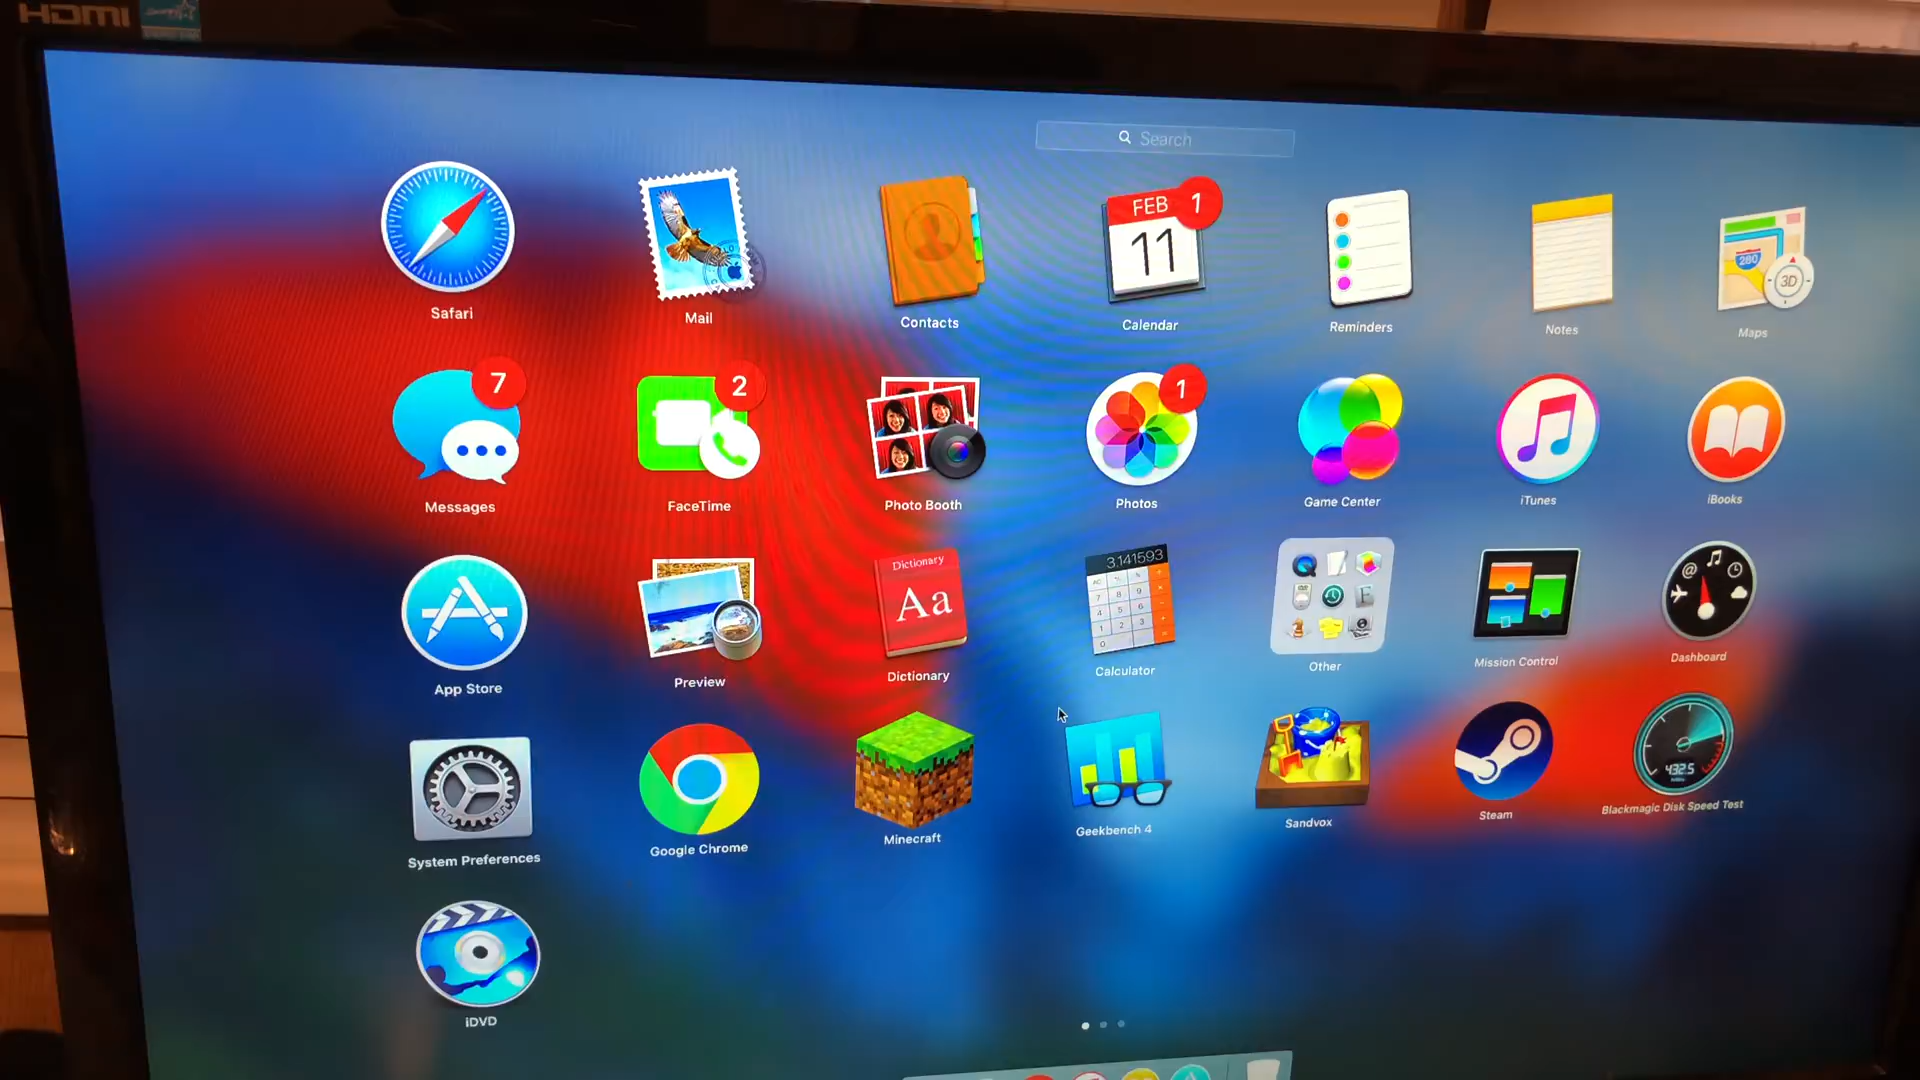 HDMI
Search
FEB 1
11
280
3D
Safari
Mail
Contacts
Calendar
Reminders
Notes
Maps
7
2
1
Messages
FaceTime
Photo Booth
Photos
Game Center
iTunes
iBooks
Dictionary
Aa
3.141593
App Store
Preview
Dictionary
Calculator
Other
Mission Control
Dashboard
432.5
System Preferences
Google Chrome
Minecraft
Geekbench 4
Sandvox
Steam
Blackmagic Disk Speed Test
iDVD